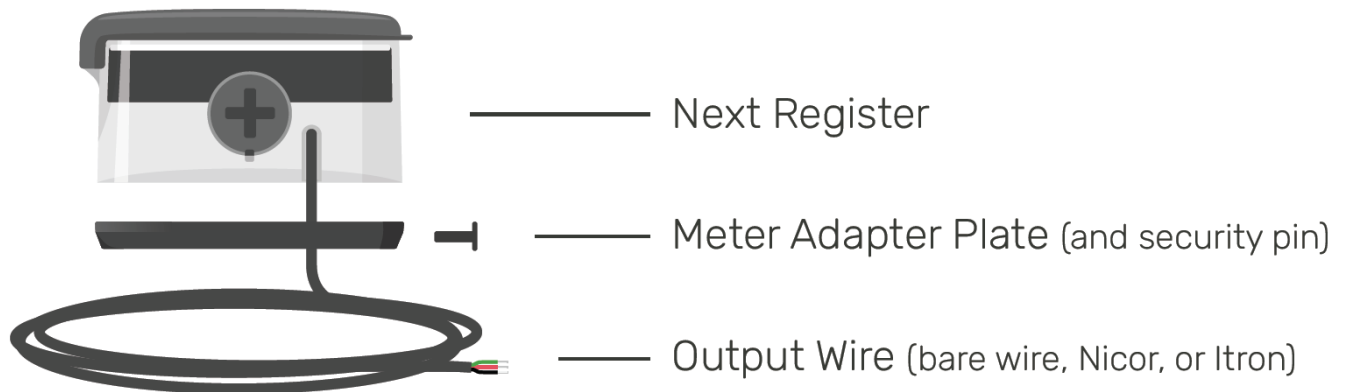 Next Register
Meter Adapter Plate (and security pin)
Output Wire (bare wire, Nicor, or Itron)